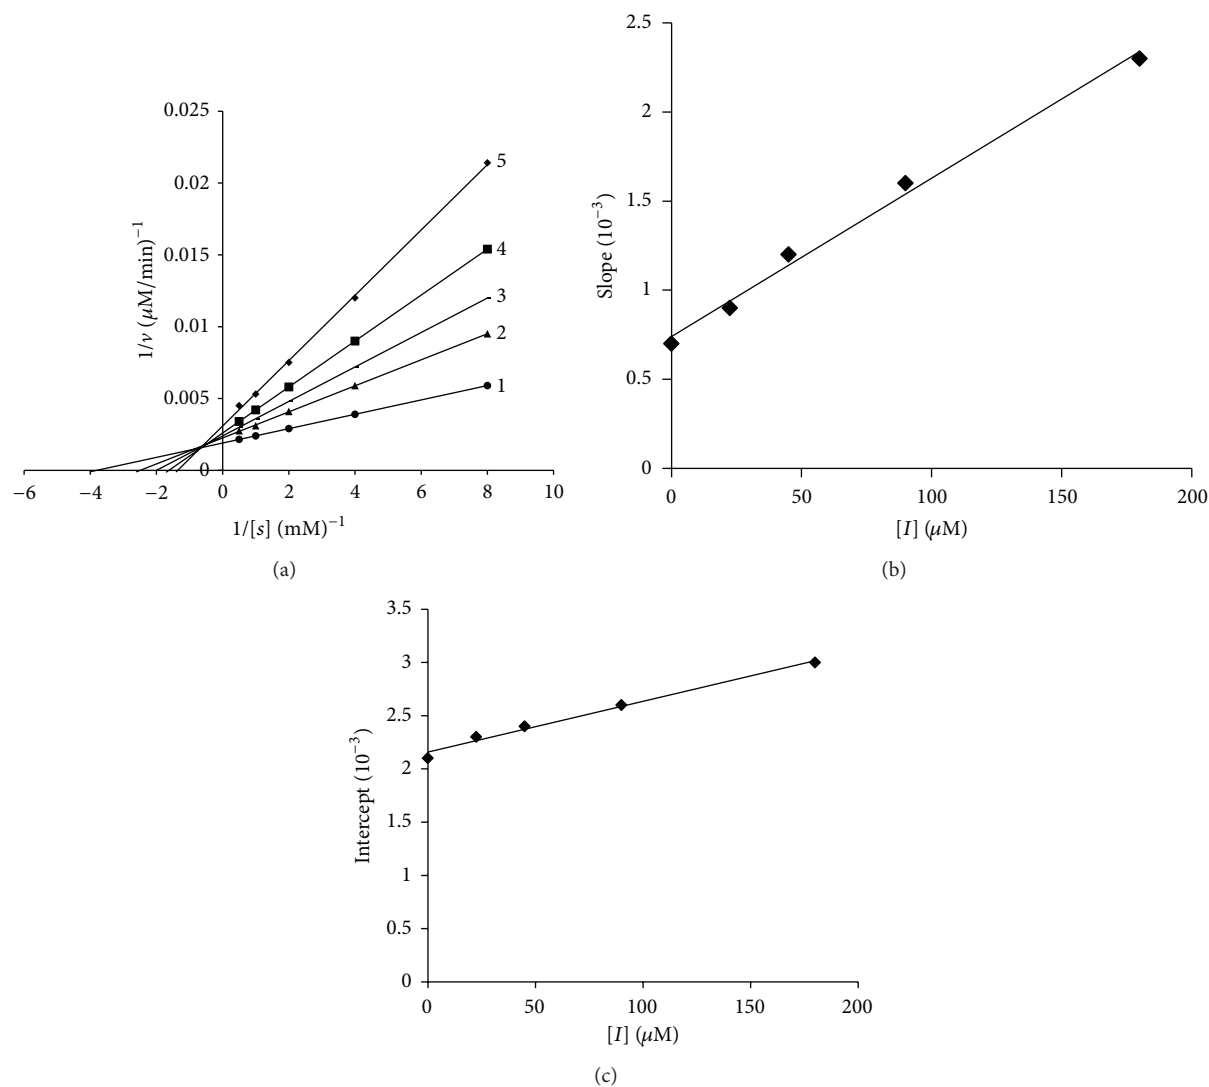 0.025
0.02
0.015
0.01
0.005
0
1/v (μM/min)⁻¹
5
4
3
2
1
−6 −4 −2 0 2 4 6 8 10
1/[s] (mM)⁻¹
(a)
2.5
2
1.5
1
0.5
0
Slope (10⁻³)
0 50 100 150 200
[I] (μM)
(b)
3.5
3
2.5
2
1.5
1
0.5
0
Intercept (10⁻³)
0 50 100 150 200
[I] (μM)
(c)